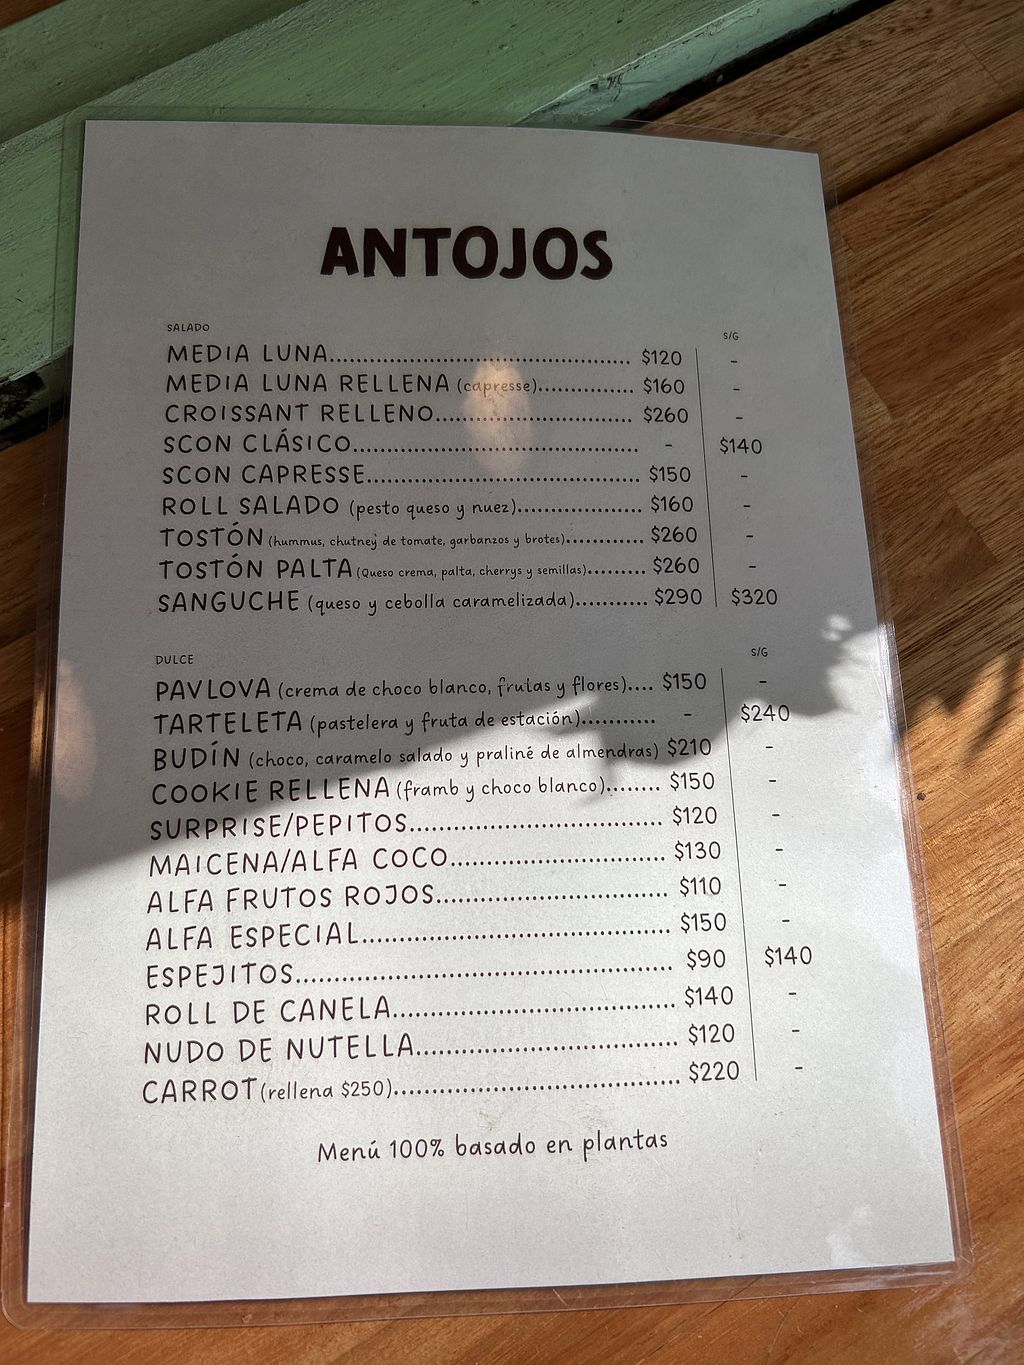 ANTOJOS
SALADO S/G
MEDIA LUNA.................................... $120 -
MEDIA LUNA RELLENA (capresse)............. $160 -
CROISSANT RELLENO......................... $260 -
SCON CLÁSICO.................................... - $140
SCON CAPRESSE.................................. $150 -
ROLL SALADO (pesto queso y nuez)................ $160 -
TOSTÓN (hummus, chutney de tomate, garbanzos y brotes)............ $260 -
TOSTÓN PALTA (Queso crema, palta, cherrys y semillas)......... $260 -
SANGUCHE (queso y cebolla caramelizada)........... $290 $320
DULCE S/G
PAVLOVA (crema de choco blanco, frutas y flores).... $150 -
TARTELETA (pastelera y fruta de estación)........... - $240
BUDÍN (choco, caramelo salado y praliné de almendras) $210 -
COOKIE RELLENA (framb y choco blanco)........ $150 -
SURPRISE/PEPITOS.................................. $120 -
MAICENA/ALFA COCO............................. $130 -
ALFA FRUTOS ROJOS............................... $110 -
ALFA ESPECIAL......................................... $150 -
ESPEJITOS................................................ $90 $140
ROLL DE CANELA..................................... $140 -
NUDO DE NUTELLA.................................. $120 -
CARROT (rellena $250)..................................... $220 -
Menú 100% basado en plantas